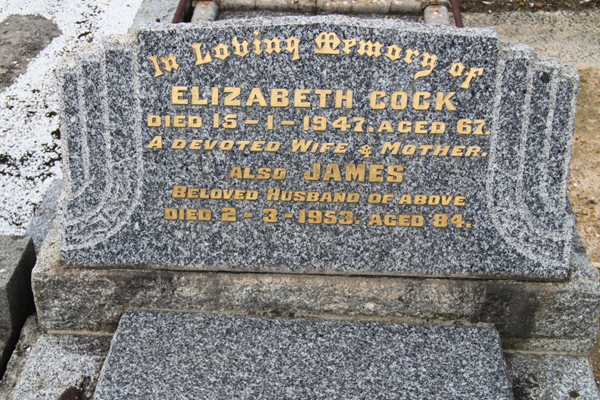 In Loving Memory of
ELIZABETH COCK
DIED 15-1-1947. AGED 67.
A DEVOTED WIFE & MOTHER.
ALSO JAMES
BELOVED HUSBAND OF ABOVE
DIED 2-3-1953. AGED 84.